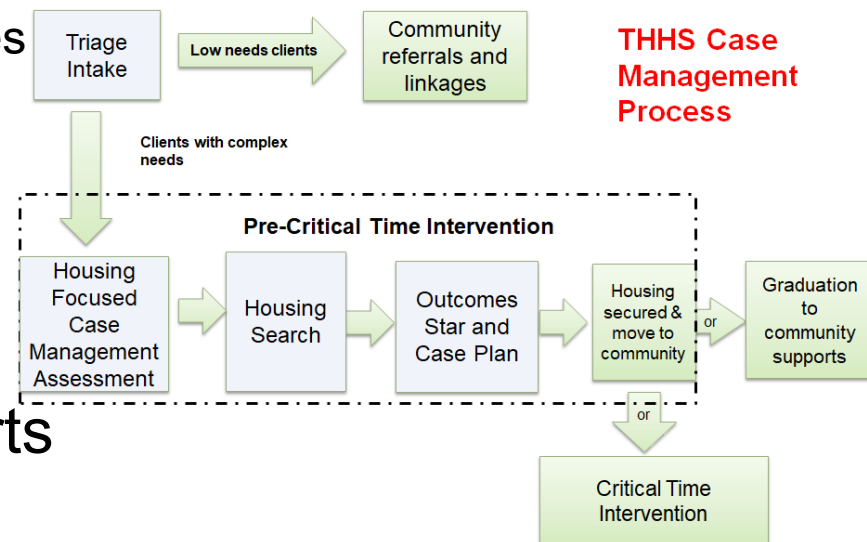 es
Triage
Intake
Low needs clients
Community
referrals and
linkages
THHS Case
Management
Process
Clients with complex
needs
Pre-Critical Time Intervention
Housing
Focused
Case
Management
Assessment
Housing
Search
Outcomes
Star and
Case Plan
Housing
secured &
move to
community
or
Graduation
to
community
supports
rts
or
Critical Time
Intervention